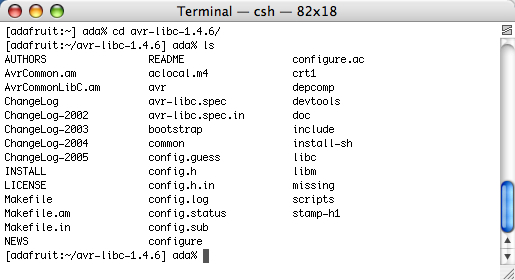 Terminal — csh — 82x18
[adafruit:~] ada% cd avr-libc-1.4.6/
[adafruit:~/avr-libc-1.4.6] ada% ls
AUTHORS README configure.ac
AvrCommon.am aclocal.m4 crt1
AvrCommonLibC.am avr depcomp
ChangeLog avr-libc.spec devtools
ChangeLog-2002 avr-libc.spec.in doc
ChangeLog-2003 bootstrap include
ChangeLog-2004 common install-sh
ChangeLog-2005 config.guess libc
INSTALL config.h libm
LICENSE config.h.in missing
Makefile config.log scripts
Makefile.am config.status stamp-h1
Makefile.in config.sub
NEWS configure
[adafruit:~/avr-libc-1.4.6] ada%